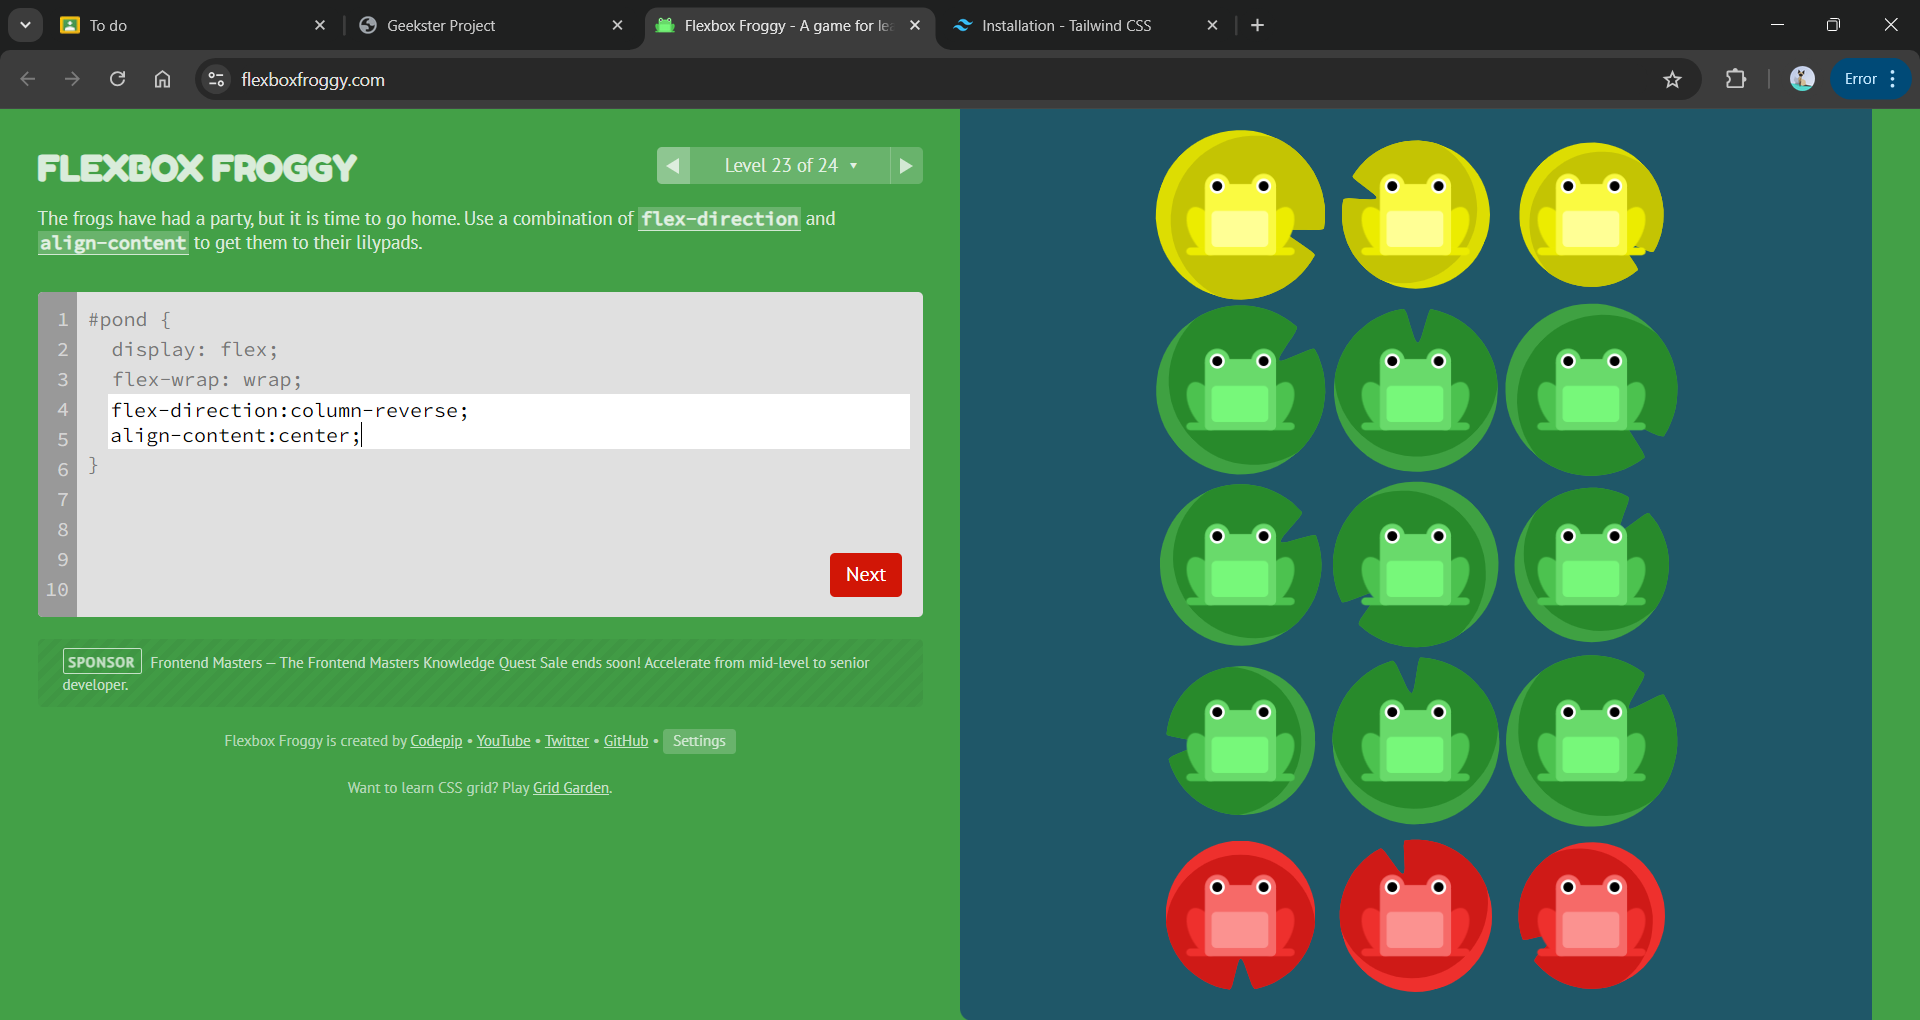 To do
Geekster Project
Flexbox Froggy - A game for le
Installation - Tailwind CSS
flexboxfroggy.com
Error
FLEXBOX FROGGY
Level 23 of 24
The frogs have had a party, but it is time to go home. Use a combination of flex-direction and
align-content to get them to their lilypads.
1 #pond {
2 display: flex;
3 flex-wrap: wrap;
4 flex-direction:column-reverse;
5 align-content:center;
6 }
7
8
9
10
Next
SPONSOR Frontend Masters — The Frontend Masters Knowledge Quest Sale ends soon! Accelerate from mid-level to senior
developer.
Flexbox Froggy is created by Codepip • YouTube • Twitter • GitHub • Settings
Want to learn CSS grid? Play Grid Garden.